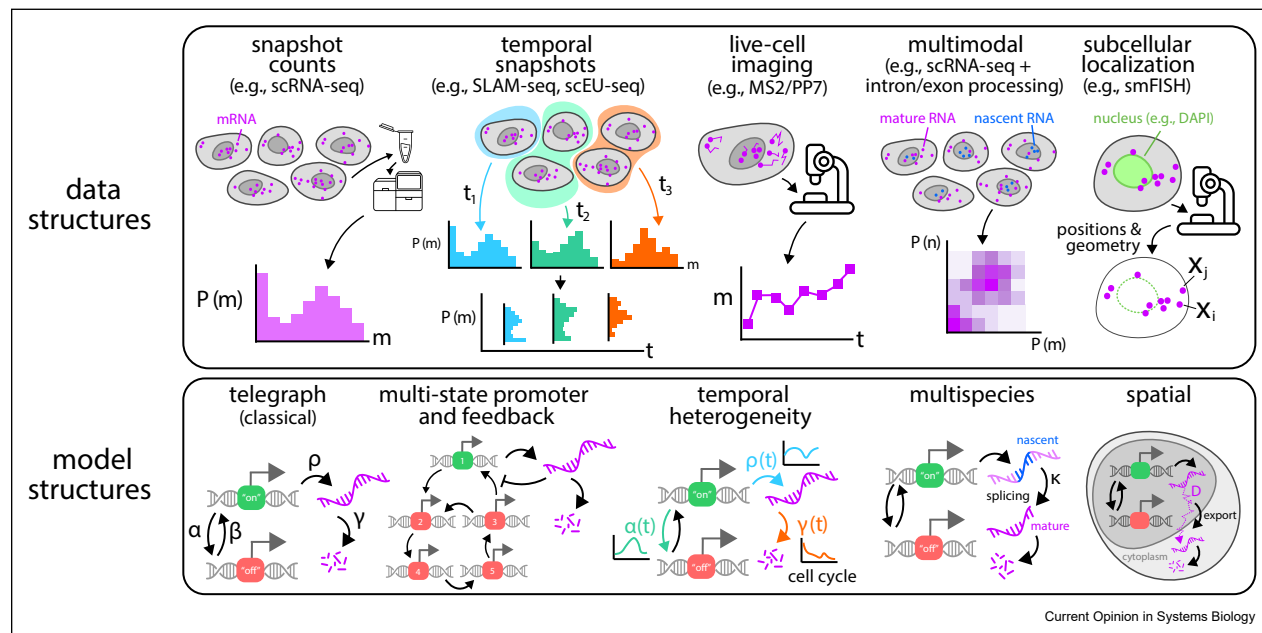 data
structures
snapshot
counts
(e.g., scRNA-seq)
mRNA
P (m)
m
temporal
snapshots
(e.g., SLAM-seq, scEU-seq)
t1
t2
t3
P (m)
m
P (m)
t
live-cell
imaging
(e.g., MS2/PP7)
m
t
multimodal
(e.g., scRNA-seq +
intron/exon processing)
mature RNA
nascent RNA
P (n)
P (m)
subcellular
localization
(e.g., smFISH)
nucleus (e.g., DAPI)
positions &
geometry
Xj
Xi
model
structures
telegraph
(classical)
ρ
"on"
α
β
γ
"off"
multi-state promoter
and feedback
1
2
3
4
5
temporal
heterogeneity
ρ(t)
"on"
α(t)
γ(t)
"off"
cell cycle
multispecies
nascent
"on"
splicing
κ
mature
"off"
spatial
"on"
D
"off"
export
cytoplasm
Current Opinion in Systems Biology